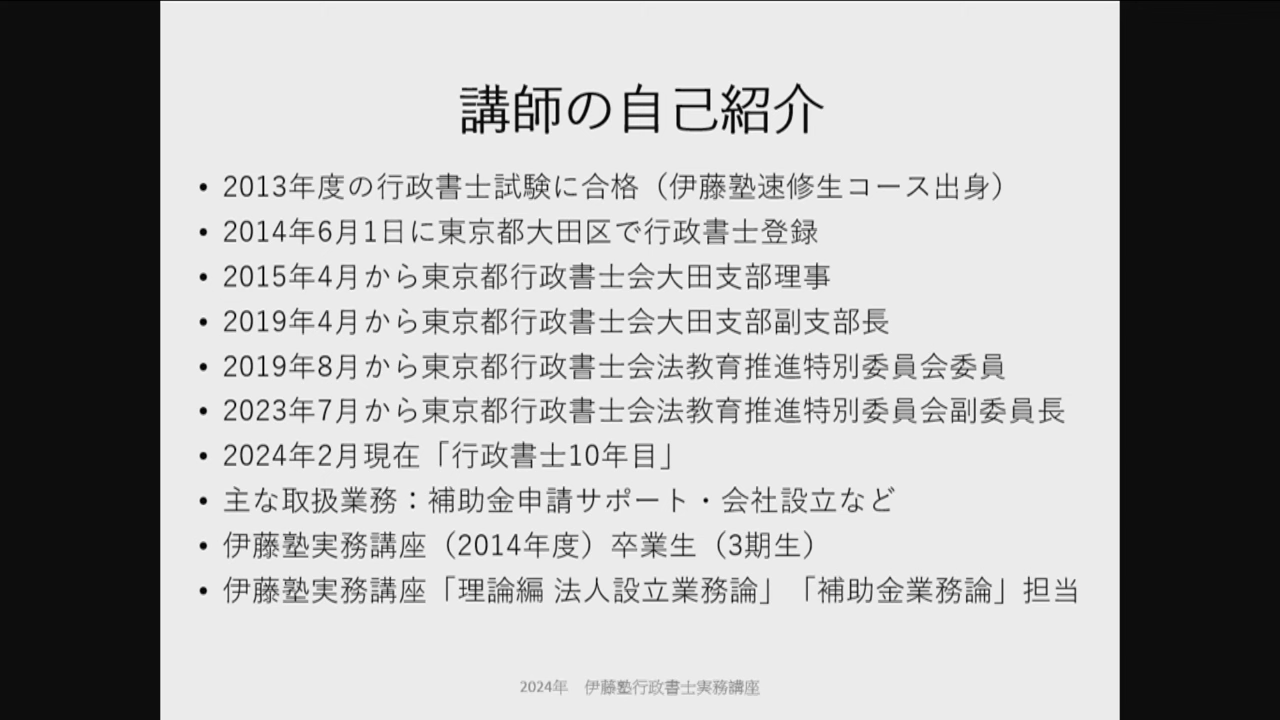 講師の自己紹介
• 2013年度の行政書士試験に合格（伊藤塾速修生コース出身）
• 2014年6月1日に東京都大田区で行政書士登録
• 2015年4月から東京都行政書士会大田支部理事
• 2019年4月から東京都行政書士会大田支部副支部長
• 2019年8月から東京都行政書士会法教育推進特別委員会委員
• 2023年7月から東京都行政書士会法教育推進特別委員会副委員長
• 2024年2月現在「行政書士10年目」
• 主な取扱業務：補助金申請サポート・会社設立など
• 伊藤塾実務講座（2014年度）卒業生（3期生）
• 伊藤塾実務講座「理論編 法人設立業務論」「補助金業務論」担当
2024年　伊藤塾行政書士実務講座